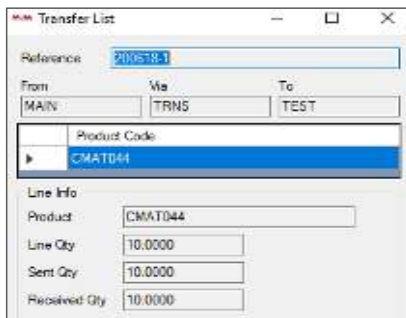 Transfer List
Reference 200618-1
From Via To
MAIN TRNS TEST
Product Code
CMAT044
Line Info
Product CMAT044
Line Qty 10.0000
Sent Qty 10.0000
Received Qty 10.0000